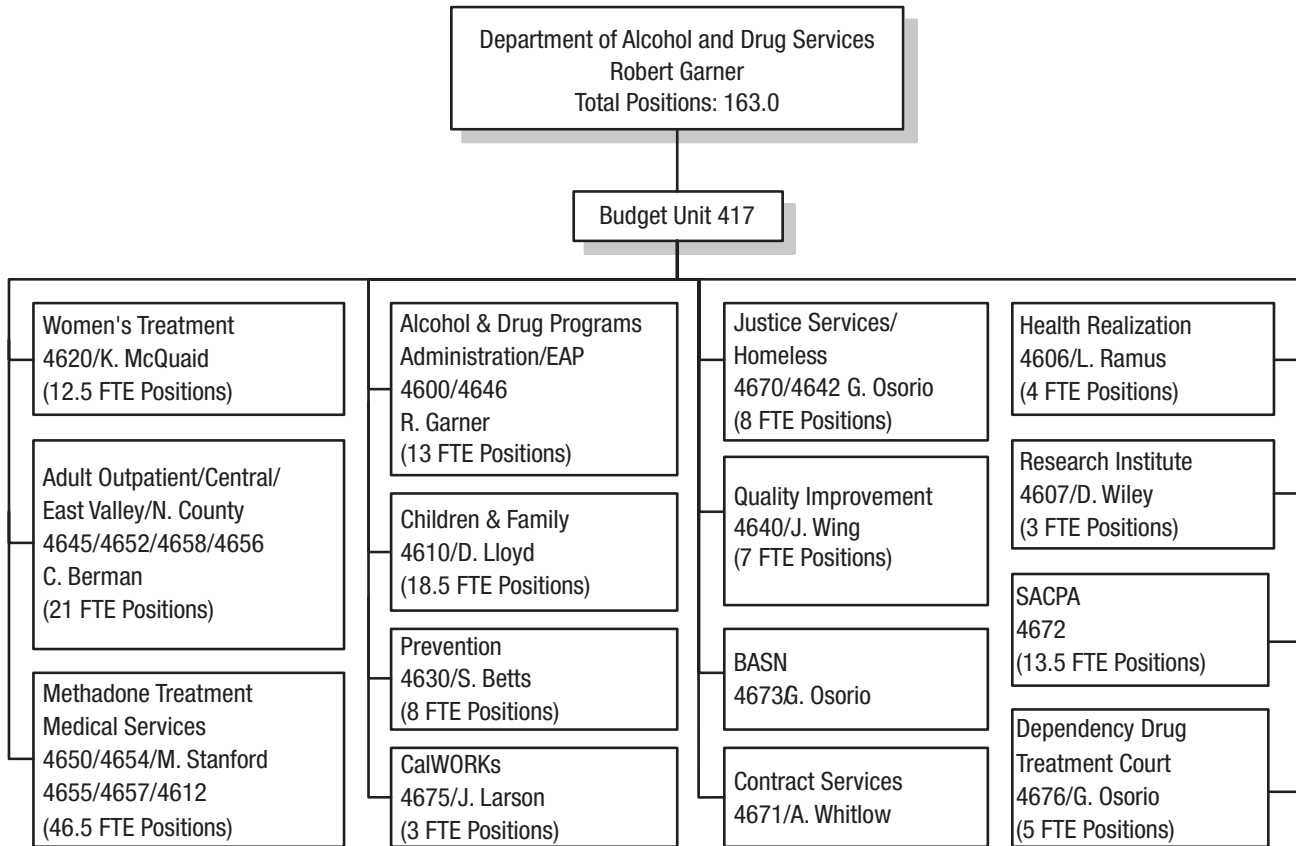 Department of Alcohol and Drug Services
Robert Garner
Total Positions: 163.0
Budget Unit 417
Women's Treatment
4620/K. McQuaid
(12.5 FTE Positions)
Adult Outpatient/Central/
East Valley/N. County
4645/4652/4658/4656
C. Berman
(21 FTE Positions)
Methadone Treatment
Medical Services
4650/4654/M. Stanford
4655/4657/4612
(46.5 FTE Positions)
Alcohol & Drug Programs
Administration/EAP
4600/4646
R. Garner
(13 FTE Positions)
Children & Family
4610/D. Lloyd
(18.5 FTE Positions)
Prevention
4630/S. Betts
(8 FTE Positions)
CalWORKs
4675/J. Larson
(3 FTE Positions)
Justice Services/
Homeless
4670/4642 G. Osorio
(8 FTE Positions)
Quality Improvement
4640/J. Wing
(7 FTE Positions)
BASN
4673/G. Osorio
Contract Services
4671/A. Whitlow
Health Realization
4606/L. Ramus
(4 FTE Positions)
Research Institute
4607/D. Wiley
(3 FTE Positions)
SACPA
4672
(13.5 FTE Positions)
Dependency Drug
Treatment Court
4676/G. Osorio
(5 FTE Positions)